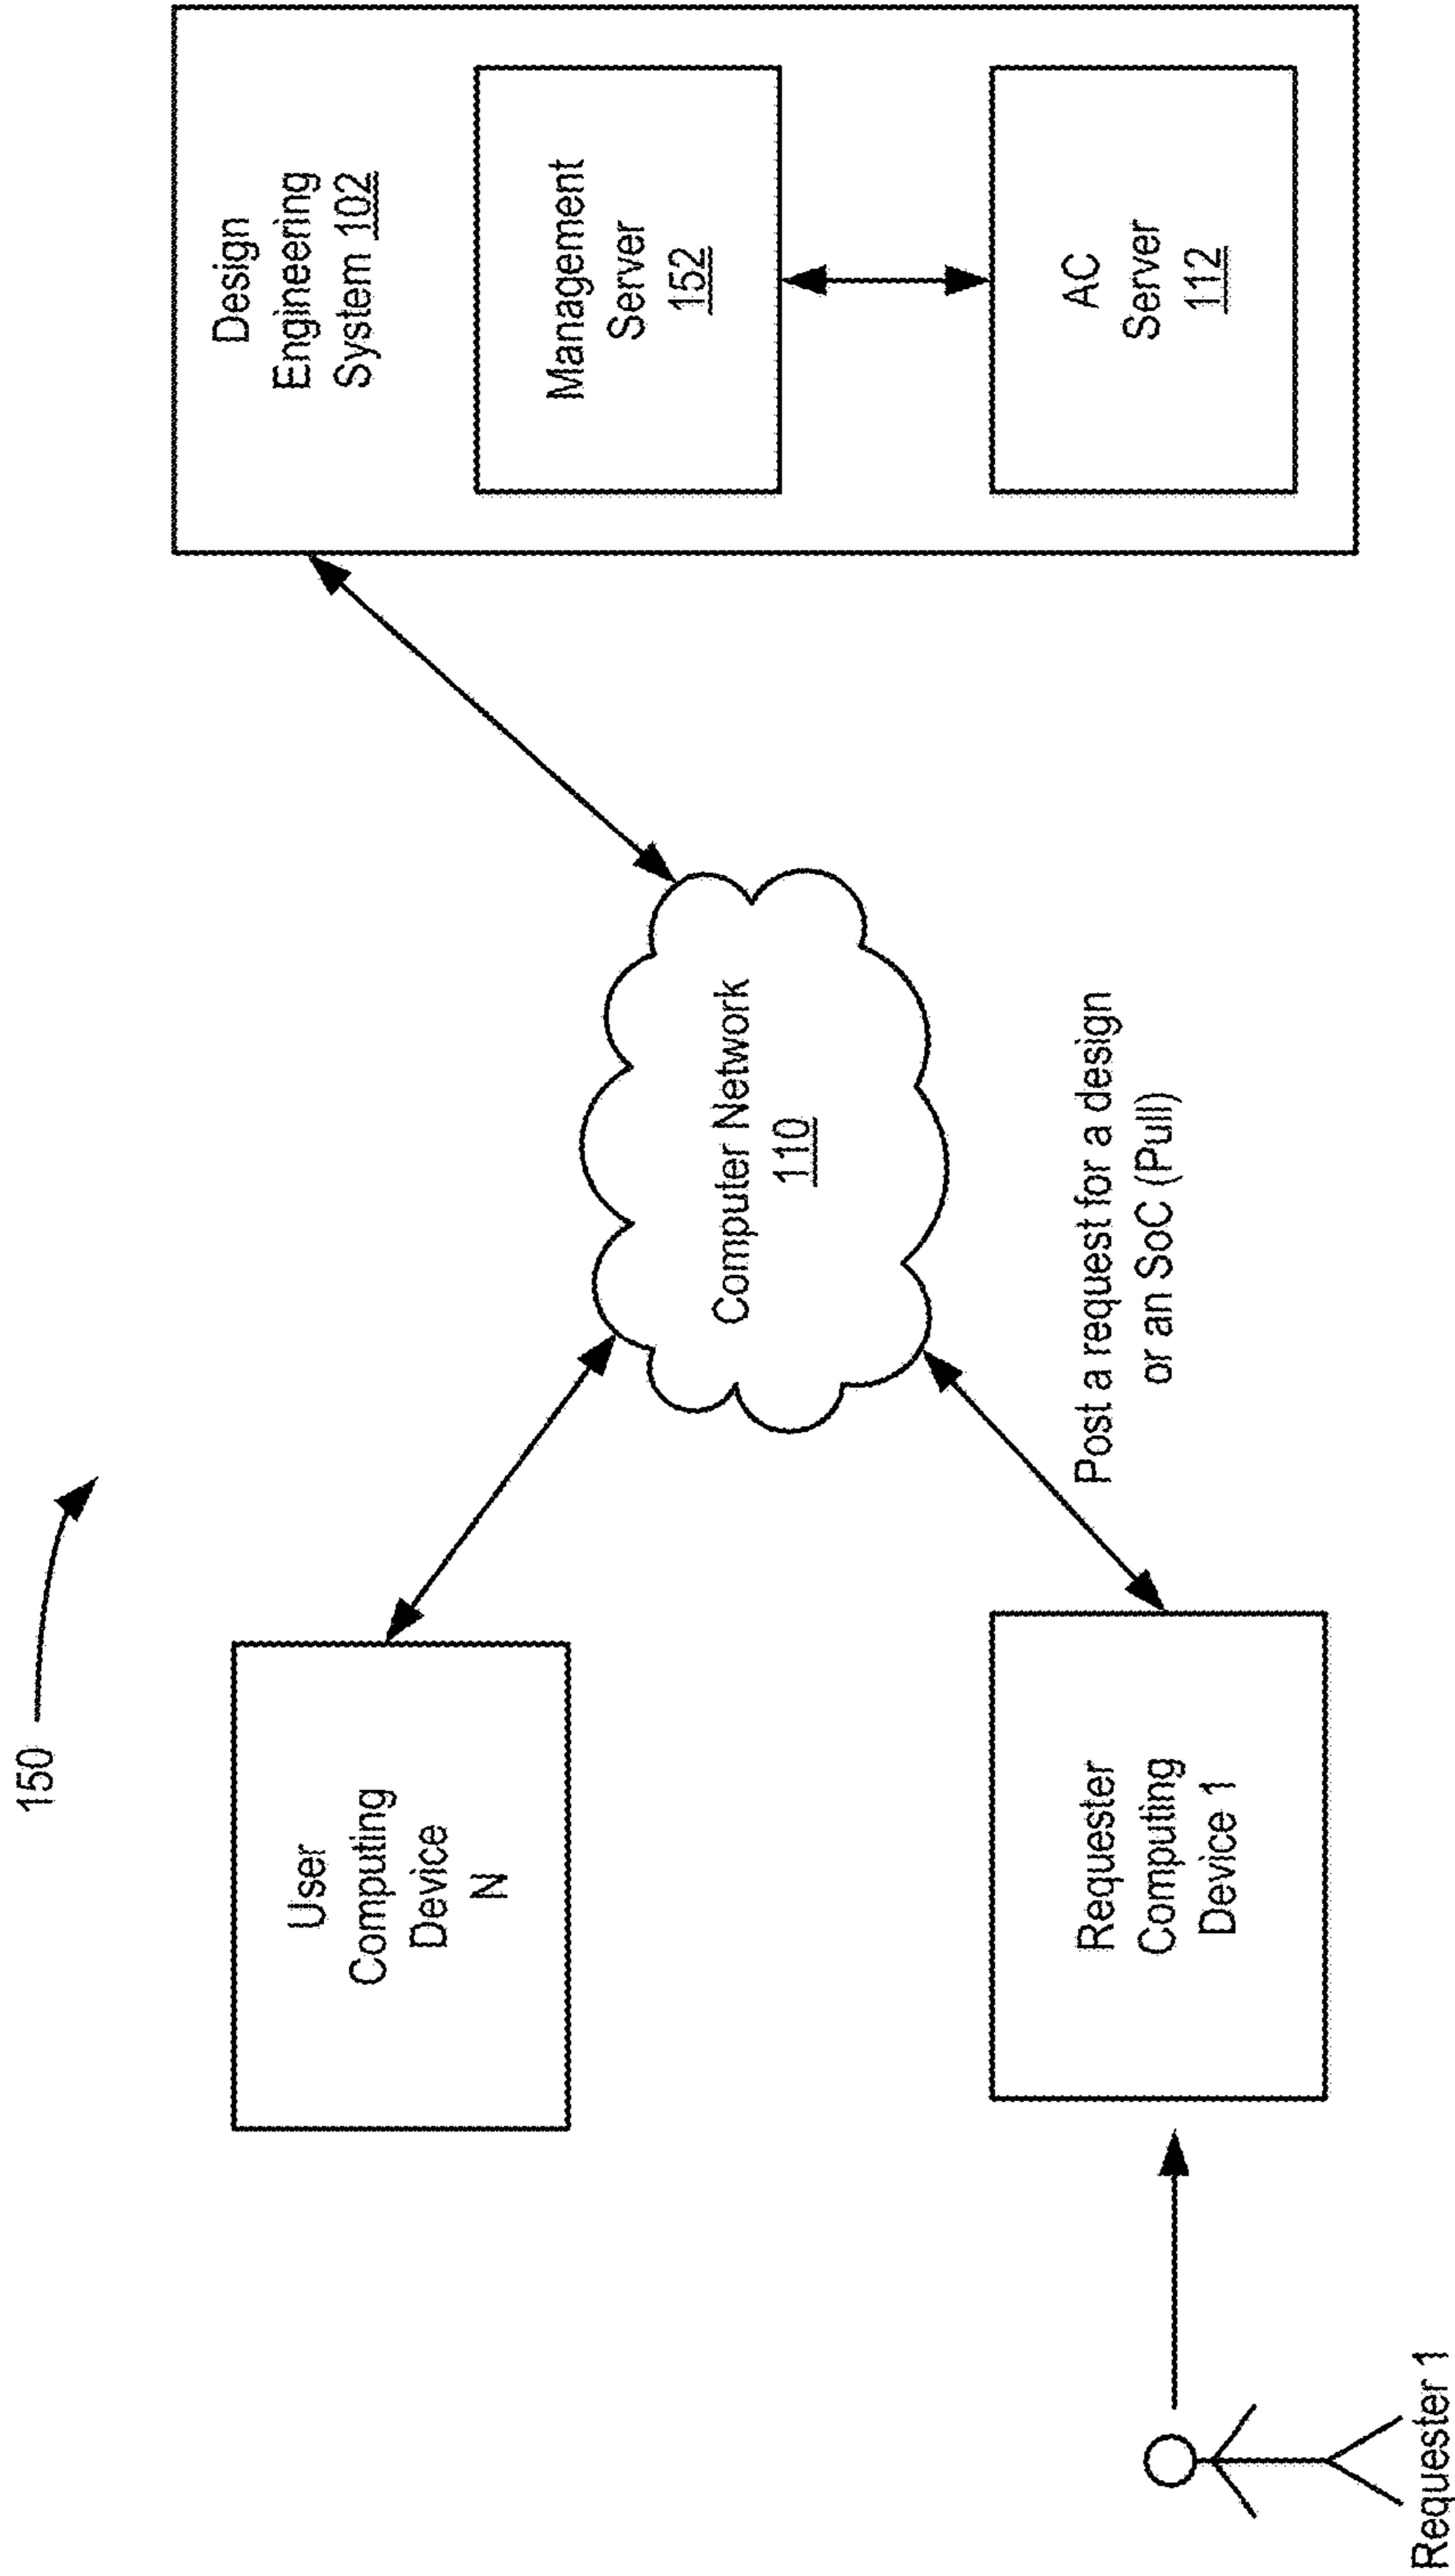 150
User
Computing
Device
N
Design
Engineering
System 102
Management
Server
152
Computer Network
110
AC
Server
112
Requester
Computing
Device 1
Post a request for a design
or an SoC (Pull)
Requester 1